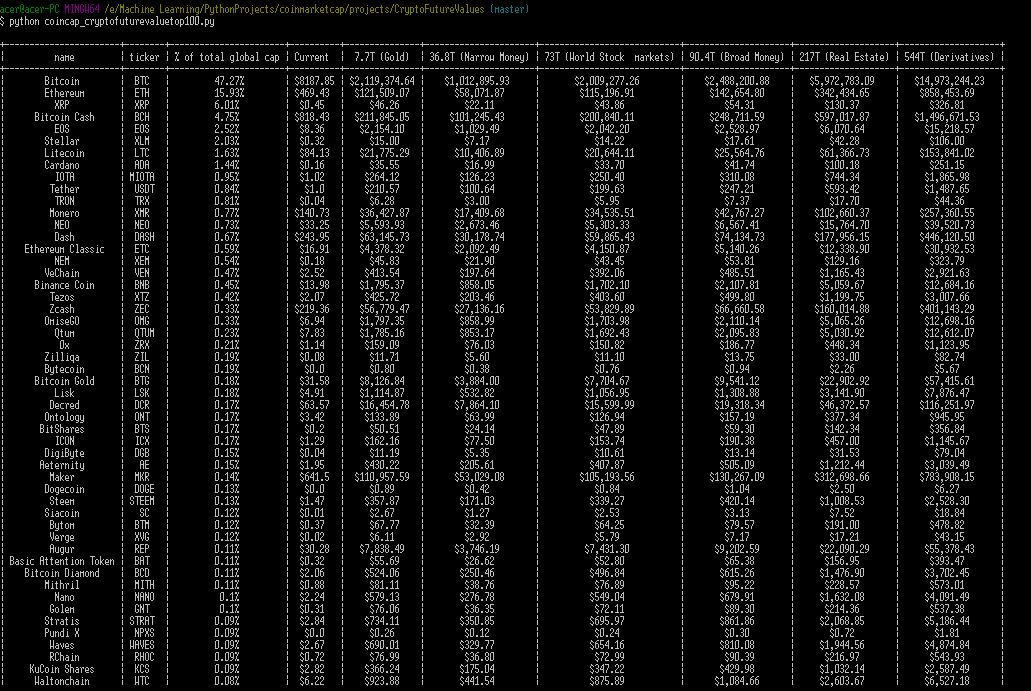 acer@acer-PC MINGW64 /e/Machine Learning/PythonProjects/coinmarketcap/projects/CryptoFutureValues (master)
$ python coincap_cryptofuturevaluetop100.py
name | ticker | % of total global cap | Current | 7.7T (Gold) | 36.8T (Narrow Money) | 73T (World Stock markets) | 90.4T (Broad Money) | 217T (Real Estate) | 544T (Derivatives)
Bitcoin | BTC | 47.27% | $8187.85 | $2,119,374.64 | $1,012,895.93 | $2,009,277.26 | $2,488,200.88 | $5,972,783.09 | $14,973,244.23
Ethereum | ETH | 15.93% | $469.43 | $121,509.07 | $58,071.87 | $115,196.91 | $142,654.80 | $342,434.65 | $858,453.69
XRP | XRP | 6.01% | $0.45 | $46.26 | $22.11 | $43.86 | $54.31 | $130.37 | $326.81
Bitcoin Cash | BCH | 4.75% | $818.43 | $211,845.05 | $101,245.43 | $200,840.11 | $248,711.59 | $597,017.87 | $1,496,671.53
EOS | EOS | 2.52% | $8.36 | $2,154.10 | $1,029.49 | $2,042.20 | $2,528.97 | $6,070.64 | $15,218.57
Stellar | XLM | 2.03% | $0.32 | $15.00 | $7.17 | $14.22 | $17.61 | $42.28 | $106.00
Litecoin | LTC | 1.63% | $84.13 | $21,775.29 | $10,406.89 | $20,644.11 | $25,564.76 | $61,366.73 | $153,841.02
Cardano | ADA | 1.44% | $0.16 | $35.55 | $16.99 | $33.70 | $41.74 | $100.18 | $251.15
IOTA | MIOTA | 0.95% | $1.02 | $264.12 | $126.23 | $250.40 | $310.08 | $744.34 | $1,865.98
Tether | USDT | 0.84% | $1.0 | $210.57 | $100.64 | $199.63 | $247.21 | $593.42 | $1,487.65
TRON | TRX | 0.81% | $0.04 | $6.28 | $3.00 | $5.95 | $7.37 | $17.70 | $44.36
Monero | XMR | 0.77% | $140.73 | $36,427.87 | $17,409.68 | $34,535.51 | $42,767.27 | $102,660.37 | $257,360.55
NEO | NEO | 0.73% | $33.25 | $5,593.93 | $2,673.46 | $5,303.33 | $6,567.41 | $15,764.70 | $39,520.73
Dash | DASH | 0.67% | $243.95 | $63,145.73 | $30,178.74 | $59,865.43 | $74,134.73 | $177,956.15 | $446,120.50
Ethereum Classic | ETC | 0.59% | $16.91 | $4,378.32 | $2,092.49 | $4,150.87 | $5,140.26 | $12,338.90 | $30,932.53
NEM | XEM | 0.54% | $0.18 | $45.83 | $21.90 | $43.45 | $53.81 | $129.16 | $323.79
VeChain | VEN | 0.47% | $2.52 | $413.54 | $197.64 | $392.06 | $485.51 | $1,165.43 | $2,921.63
Binance Coin | BNB | 0.45% | $13.98 | $1,795.37 | $858.05 | $1,702.10 | $2,107.81 | $5,059.67 | $12,684.16
Tezos | XTZ | 0.42% | $2.07 | $425.72 | $203.46 | $403.60 | $499.80 | $1,199.75 | $3,007.66
Zcash | ZEC | 0.33% | $219.36 | $56,779.47 | $27,136.16 | $53,829.89 | $66,660.58 | $160,014.88 | $401,143.29
OmiseGO | OMG | 0.33% | $6.94 | $1,797.35 | $858.99 | $1,703.98 | $2,110.14 | $5,065.26 | $12,698.16
Qtum | QTUM | 0.23% | $7.83 | $1,785.16 | $853.17 | $1,692.43 | $2,095.83 | $5,030.92 | $12,612.07
0x | ZRX | 0.21% | $1.14 | $159.09 | $76.03 | $150.82 | $186.77 | $448.34 | $1,123.95
Zilliqa | ZIL | 0.19% | $0.08 | $11.71 | $5.60 | $11.10 | $13.75 | $33.00 | $82.74
Bytecoin | BCN | 0.19% | $0.0 | $0.80 | $0.38 | $0.76 | $0.94 | $2.26 | $5.67
Bitcoin Gold | BTG | 0.18% | $31.58 | $8,126.84 | $3,884.00 | $7,704.67 | $9,541.12 | $22,902.92 | $57,415.61
Lisk | LSK | 0.18% | $4.91 | $1,114.87 | $532.82 | $1,056.95 | $1,308.88 | $3,141.90 | $7,876.47
Decred | DCR | 0.17% | $63.57 | $16,454.78 | $7,864.10 | $15,599.99 | $19,318.34 | $46,372.57 | $116,251.97
Ontology | ONT | 0.17% | $3.42 | $133.89 | $63.99 | $126.94 | $157.19 | $377.34 | $945.95
BitShares | BTS | 0.17% | $0.2 | $50.51 | $24.14 | $47.89 | $59.30 | $142.34 | $356.84
ICON | ICX | 0.17% | $1.29 | $162.16 | $77.50 | $153.74 | $190.38 | $457.00 | $1,145.67
DigiByte | DGB | 0.15% | $0.04 | $11.19 | $5.35 | $10.61 | $13.14 | $31.53 | $79.04
Aeternity | AE | 0.15% | $1.95 | $430.22 | $205.61 | $407.87 | $505.09 | $1,212.44 | $3,039.49
Maker | MKR | 0.14% | $641.5 | $110,957.59 | $53,029.08 | $105,193.56 | $130,267.09 | $312,698.66 | $783,908.15
Dogecoin | DOGE | 0.13% | $0.0 | $0.89 | $0.42 | $0.84 | $1.04 | $2.50 | $6.27
Steem | STEEM | 0.13% | $1.47 | $357.87 | $171.03 | $339.27 | $420.14 | $1,008.53 | $2,528.30
Siacoin | SC | 0.12% | $0.01 | $2.67 | $1.27 | $2.53 | $3.13 | $7.52 | $18.84
Bytom | BTM | 0.12% | $0.37 | $67.77 | $32.39 | $64.25 | $79.57 | $191.00 | $478.82
Verge | XVG | 0.12% | $0.02 | $6.11 | $2.92 | $5.79 | $7.17 | $17.21 | $43.15
Augur | REP | 0.11% | $30.28 | $7,838.49 | $3,746.19 | $7,431.30 | $9,202.59 | $22,090.29 | $55,378.43
Basic Attention Token | BAT | 0.11% | $0.32 | $55.69 | $26.62 | $52.80 | $65.38 | $156.95 | $393.47
Bitcoin Diamond | BCD | 0.11% | $2.06 | $524.06 | $250.46 | $496.84 | $615.26 | $1,476.90 | $3,702.45
Mithril | MITH | 0.11% | $0.88 | $81.11 | $38.76 | $76.89 | $95.22 | $228.57 | $573.01
Nano | NANO | 0.1% | $2.24 | $579.13 | $276.78 | $549.04 | $679.91 | $1,632.08 | $4,091.49
Golem | GNT | 0.1% | $0.31 | $76.06 | $36.35 | $72.11 | $89.30 | $214.36 | $537.38
Stratis | STRAT | 0.09% | $2.84 | $734.11 | $350.85 | $695.97 | $861.86 | $2,068.85 | $5,186.44
Pundi X | NPXS | 0.09% | $0.0 | $0.26 | $0.12 | $0.24 | $0.30 | $0.72 | $1.81
Waves | WAVES | 0.09% | $2.67 | $690.01 | $329.77 | $654.16 | $810.08 | $1,944.56 | $4,874.84
RChain | RHOC | 0.09% | $0.72 | $76.99 | $36.80 | $72.99 | $90.39 | $216.97 | $543.93
KuCoin Shares | KCS | 0.09% | $2.82 | $366.24 | $175.04 | $347.22 | $429.98 | $1,032.14 | $2,587.49
Waltonchain | WTC | 0.08% | $6.22 | $923.88 | $441.54 | $875.89 | $1,084.66 | $2,603.67 | $6,527.18